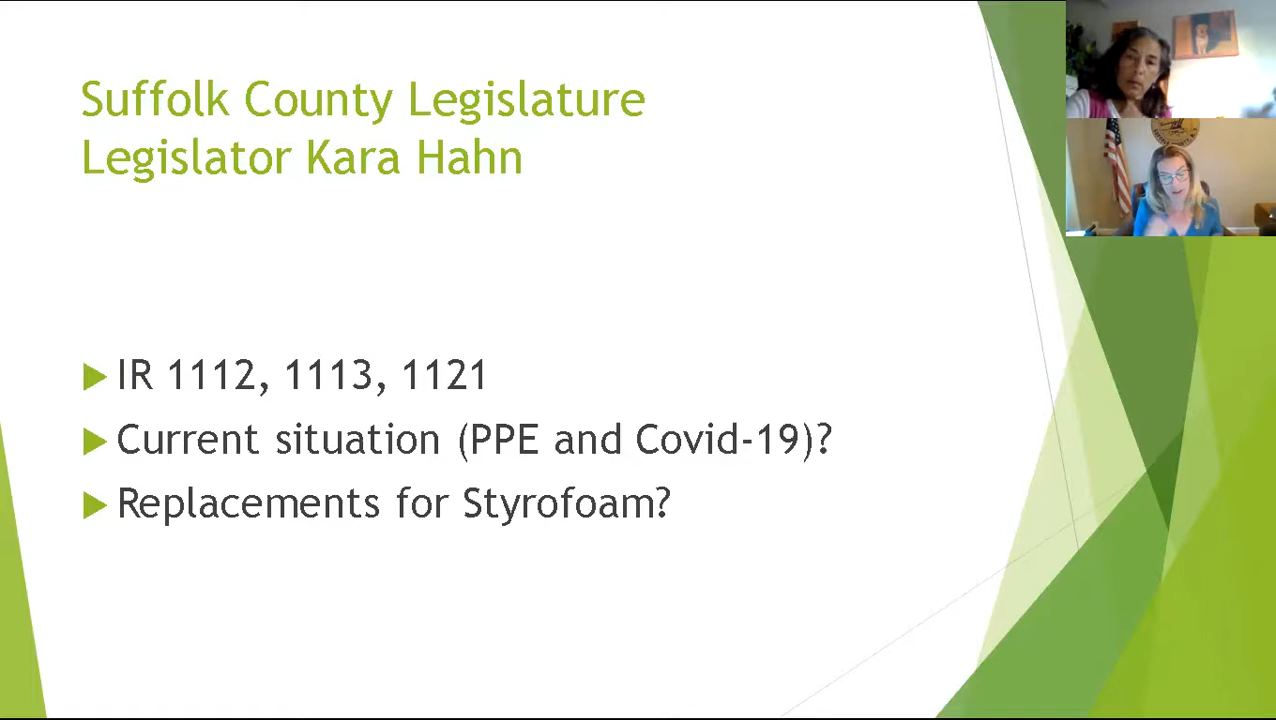 Suffolk County Legislature
Legislator Kara Hahn
IR 1112, 1113, 1121
Current situation (PPE and Covid-19)?
Replacements for Styrofoam?